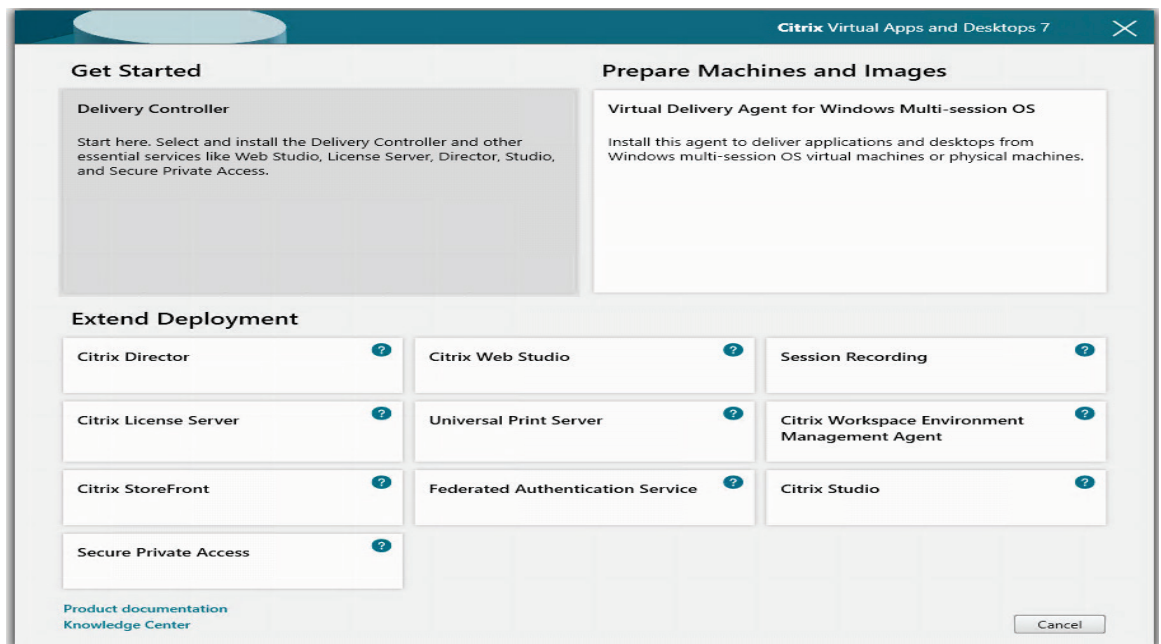 Citrix Virtual Apps and Desktops 7
Get Started
Delivery Controller
Start here. Select and install the Delivery Controller and other
essential services like Web Studio, License Server, Director, Studio,
and Secure Private Access.
Prepare Machines and Images
Virtual Delivery Agent for Windows Multi-session OS
Install this agent to deliver applications and desktops from
Windows multi-session OS virtual machines or physical machines.
Extend Deployment
Citrix Director ?
Citrix Web Studio ?
Session Recording ?
Citrix License Server ?
Universal Print Server ?
Citrix Workspace Environment ?
Management Agent
Citrix StoreFront ?
Federated Authentication Service ?
Citrix Studio ?
Secure Private Access ?
Product documentation
Knowledge Center
Cancel